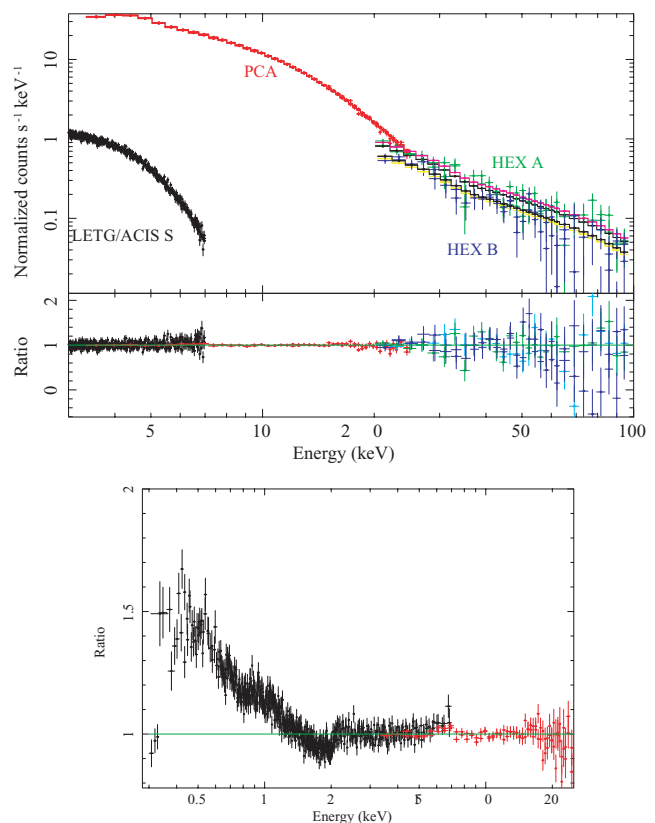 Normalized counts s⁻¹ keV⁻¹
10
1
0.1
PCA
HEX A
LETG/ACIS S
HEX B
Ratio
2
1
0
5 10 2 0 50 100
Energy (keV)
Ratio
2
1.5
1
0.5 1 2 5 0 20
Energy (keV)